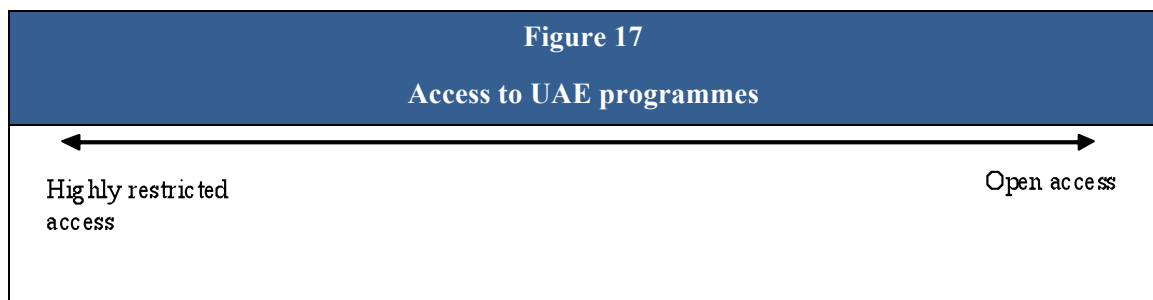 Figure 17
Access to UAE programmes
Highly restricted
access
Open access